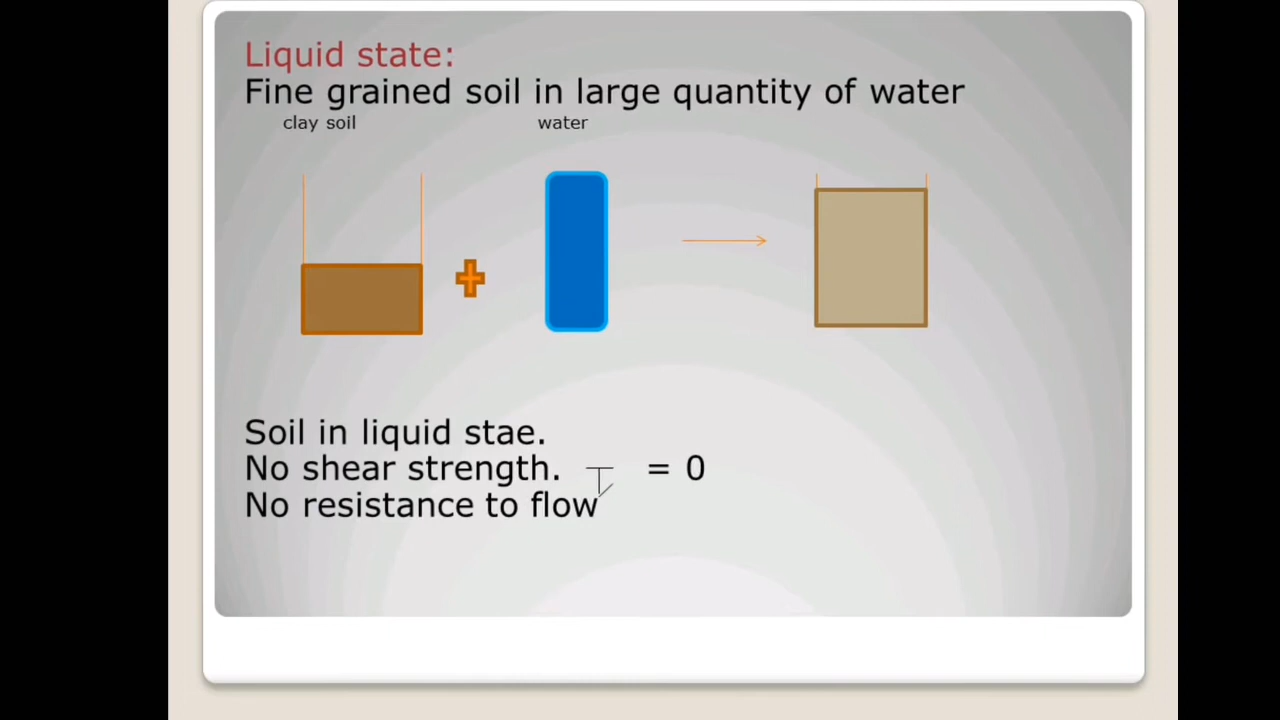 Liquid state:
Fine grained soil in large quantity of water
clay soil water
Soil in liquid stae.
No shear strength. = 0
No resistance to flow